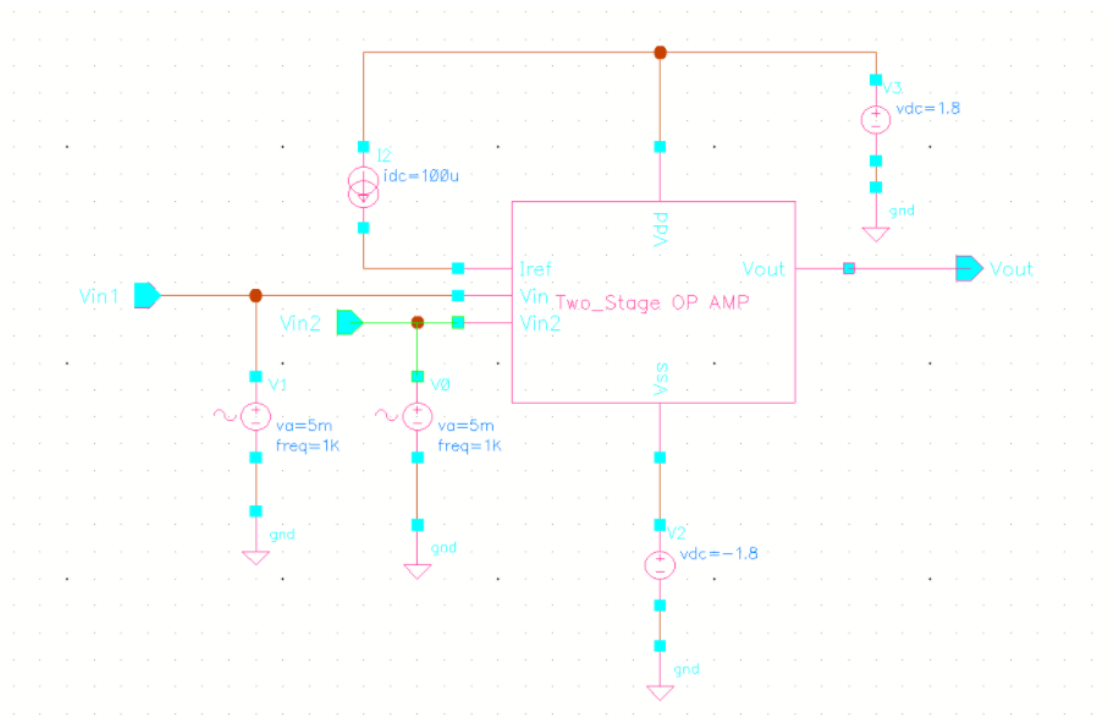 V3
vdc=1.8
I2
idc=100u
gnd
Vdd
Iref
Vout
Vout
Vin1
Vin
Two_Stage OP AMP
Vin2
Vin2
Vss
V1
va=5m
freq=1K
V0
va=5m
freq=1K
gnd
gnd
V2
vdc=-1.8
gnd